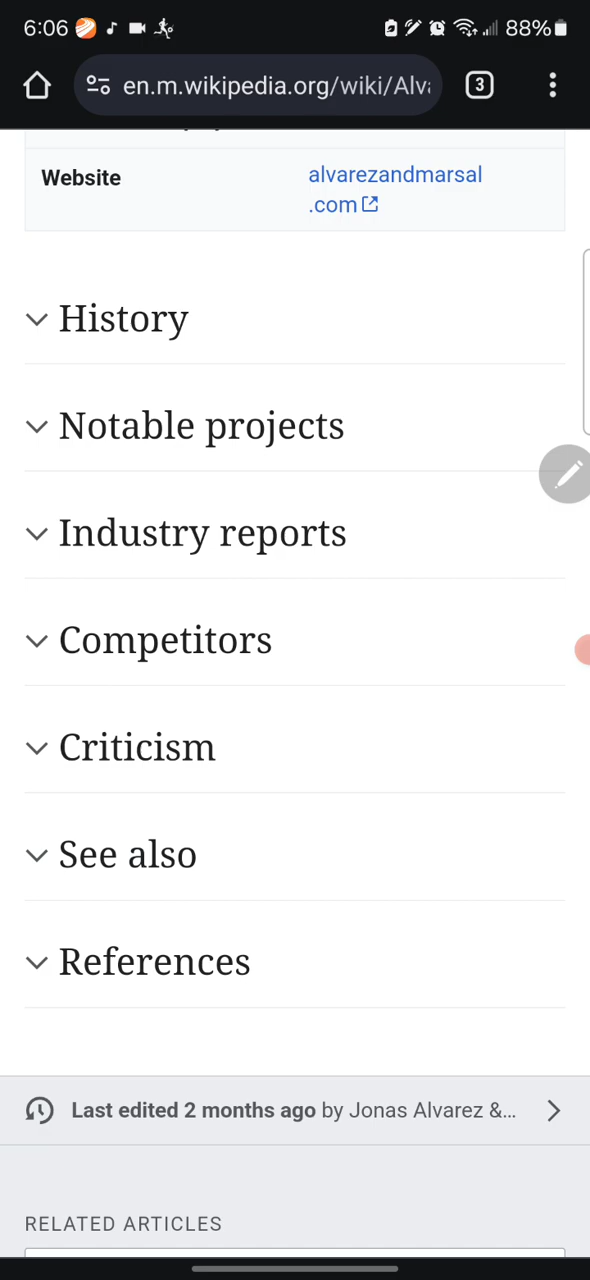 6:06 88%
en.m.wikipedia.org/wiki/Alva 3
Website alvarezandmarsal
.com
History
Notable projects
Industry reports
Competitors
Criticism
See also
References
Last edited 2 months ago by Jonas Alvarez &...
RELATED ARTICLES